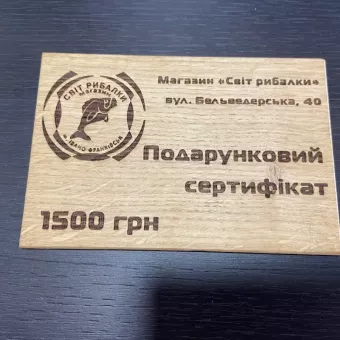 СВІТ РИБАЛКИ
МАГАЗИН
м. ІВАНО-ФРАНКІВСЬК
Магазин «Світ рибалки»
вул. Бельведерська, 40
Подарунковий
сертифікат
1500 грн